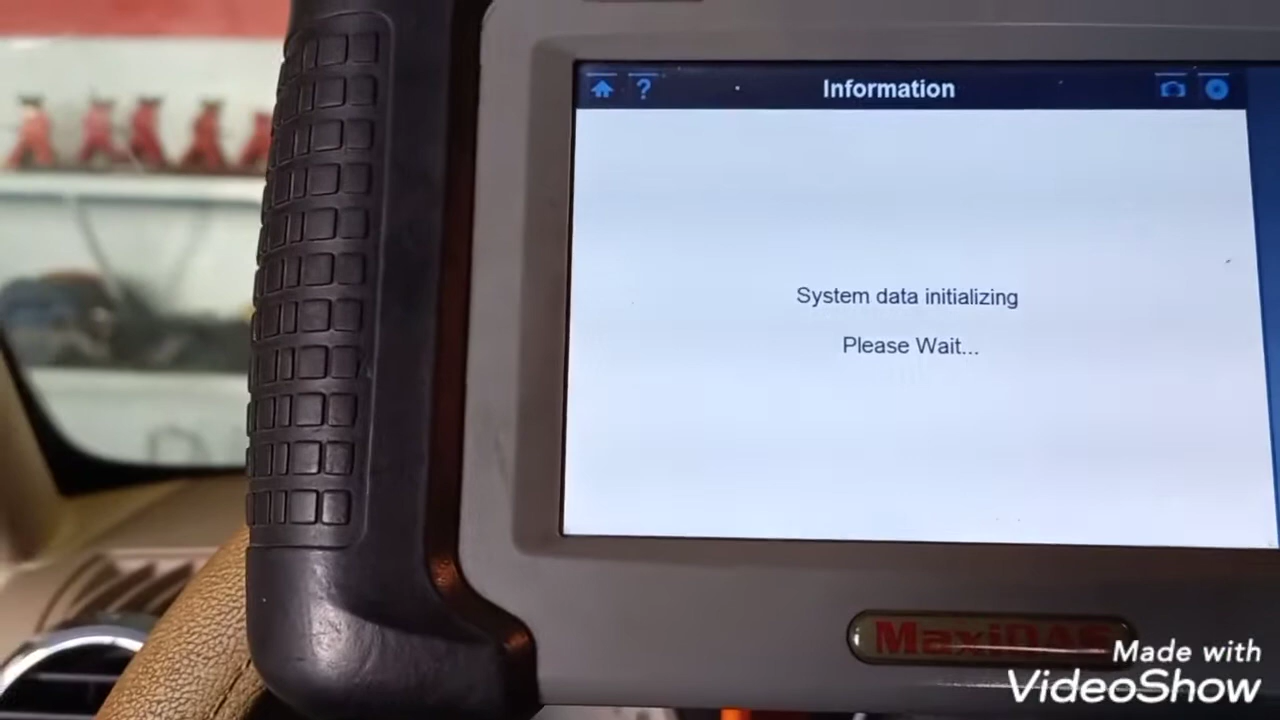 ?
Information
System data initializing
Please Wait...
MaxiDAS
Made with
VideoShow